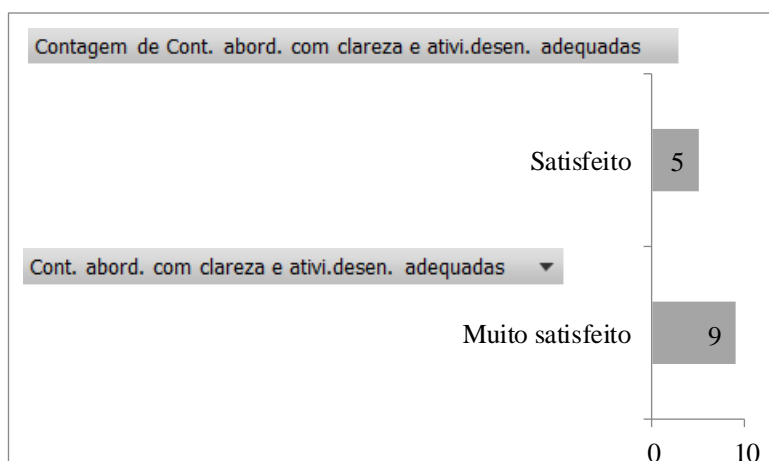 Contagem de Cont. abord. com clareza e ativi.desen. adequadas
Satisfeito
5
Cont. abord. com clareza e ativi.desen. adequadas
Muito satisfeito
9
0
10